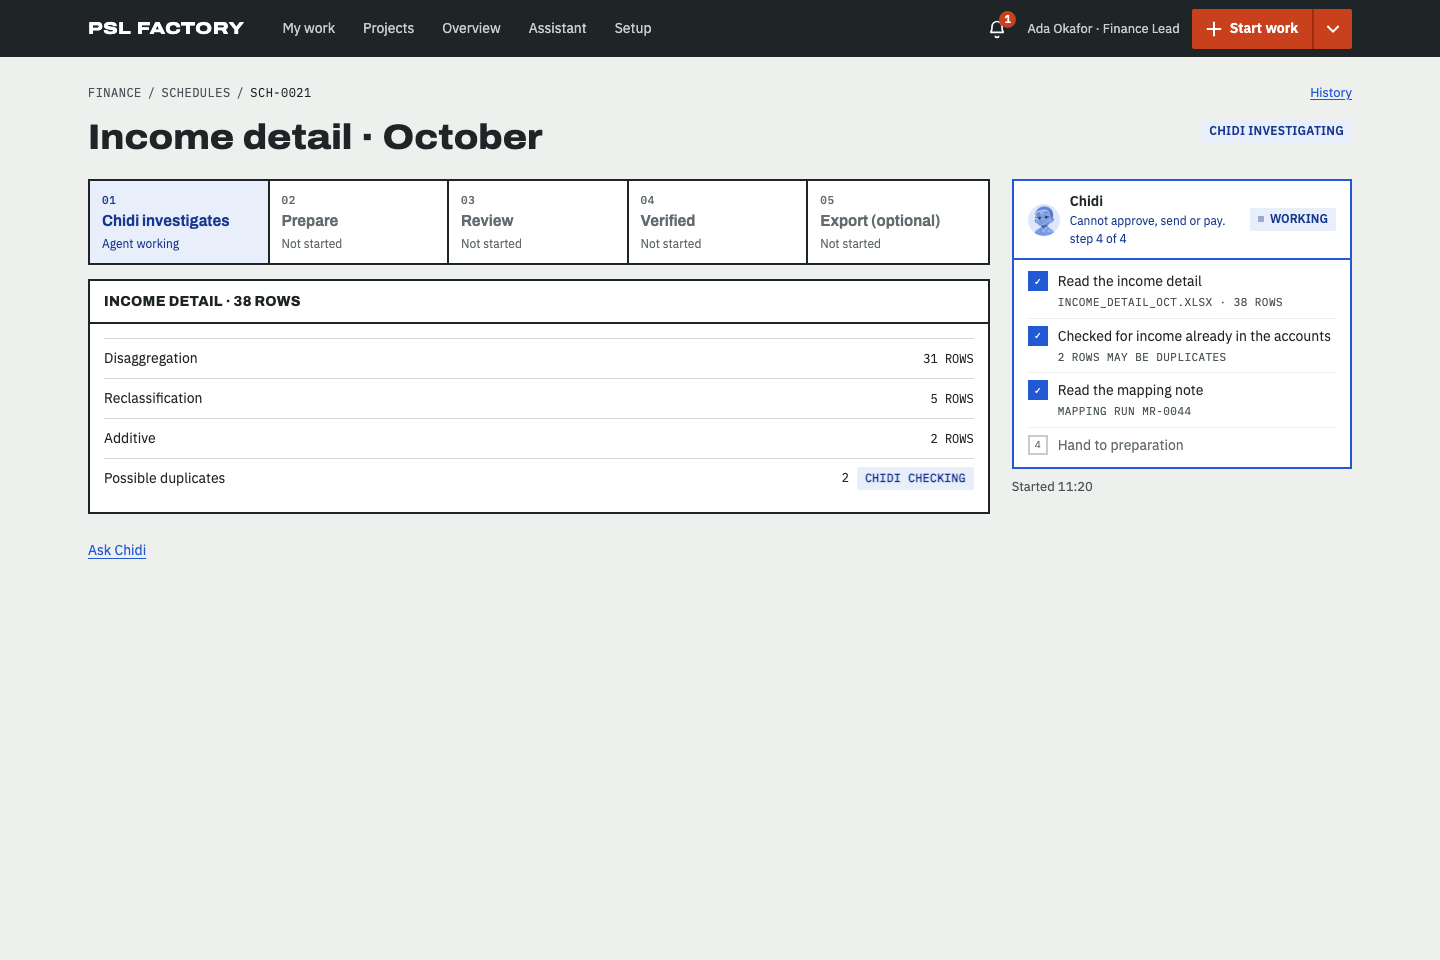 PSL FACTORY
My work
Projects
Overview
Assistant
Setup
1
Ada Okafor · Finance Lead
Start work
FINANCE / SCHEDULES / SCH-0021
History
Income detail · October
CHIDI INVESTIGATING
01
Chidi investigates
Agent working
02
Prepare
Not started
03
Review
Not started
04
Verified
Not started
05
Export (optional)
Not started
INCOME DETAIL · 38 ROWS
Disaggregation 31 ROWS
Reclassification 5 ROWS
Additive 2 ROWS
Possible duplicates 2 CHIDI CHECKING
Ask Chidi
Chidi
Cannot approve, send or pay.
step 4 of 4
WORKING
✓ Read the income detail
INCOME_DETAIL_OCT.XLSX · 38 ROWS
✓ Checked for income already in the accounts
2 ROWS MAY BE DUPLICATES
✓ Read the mapping note
MAPPING RUN MR-0044
4 Hand to preparation
Started 11:20